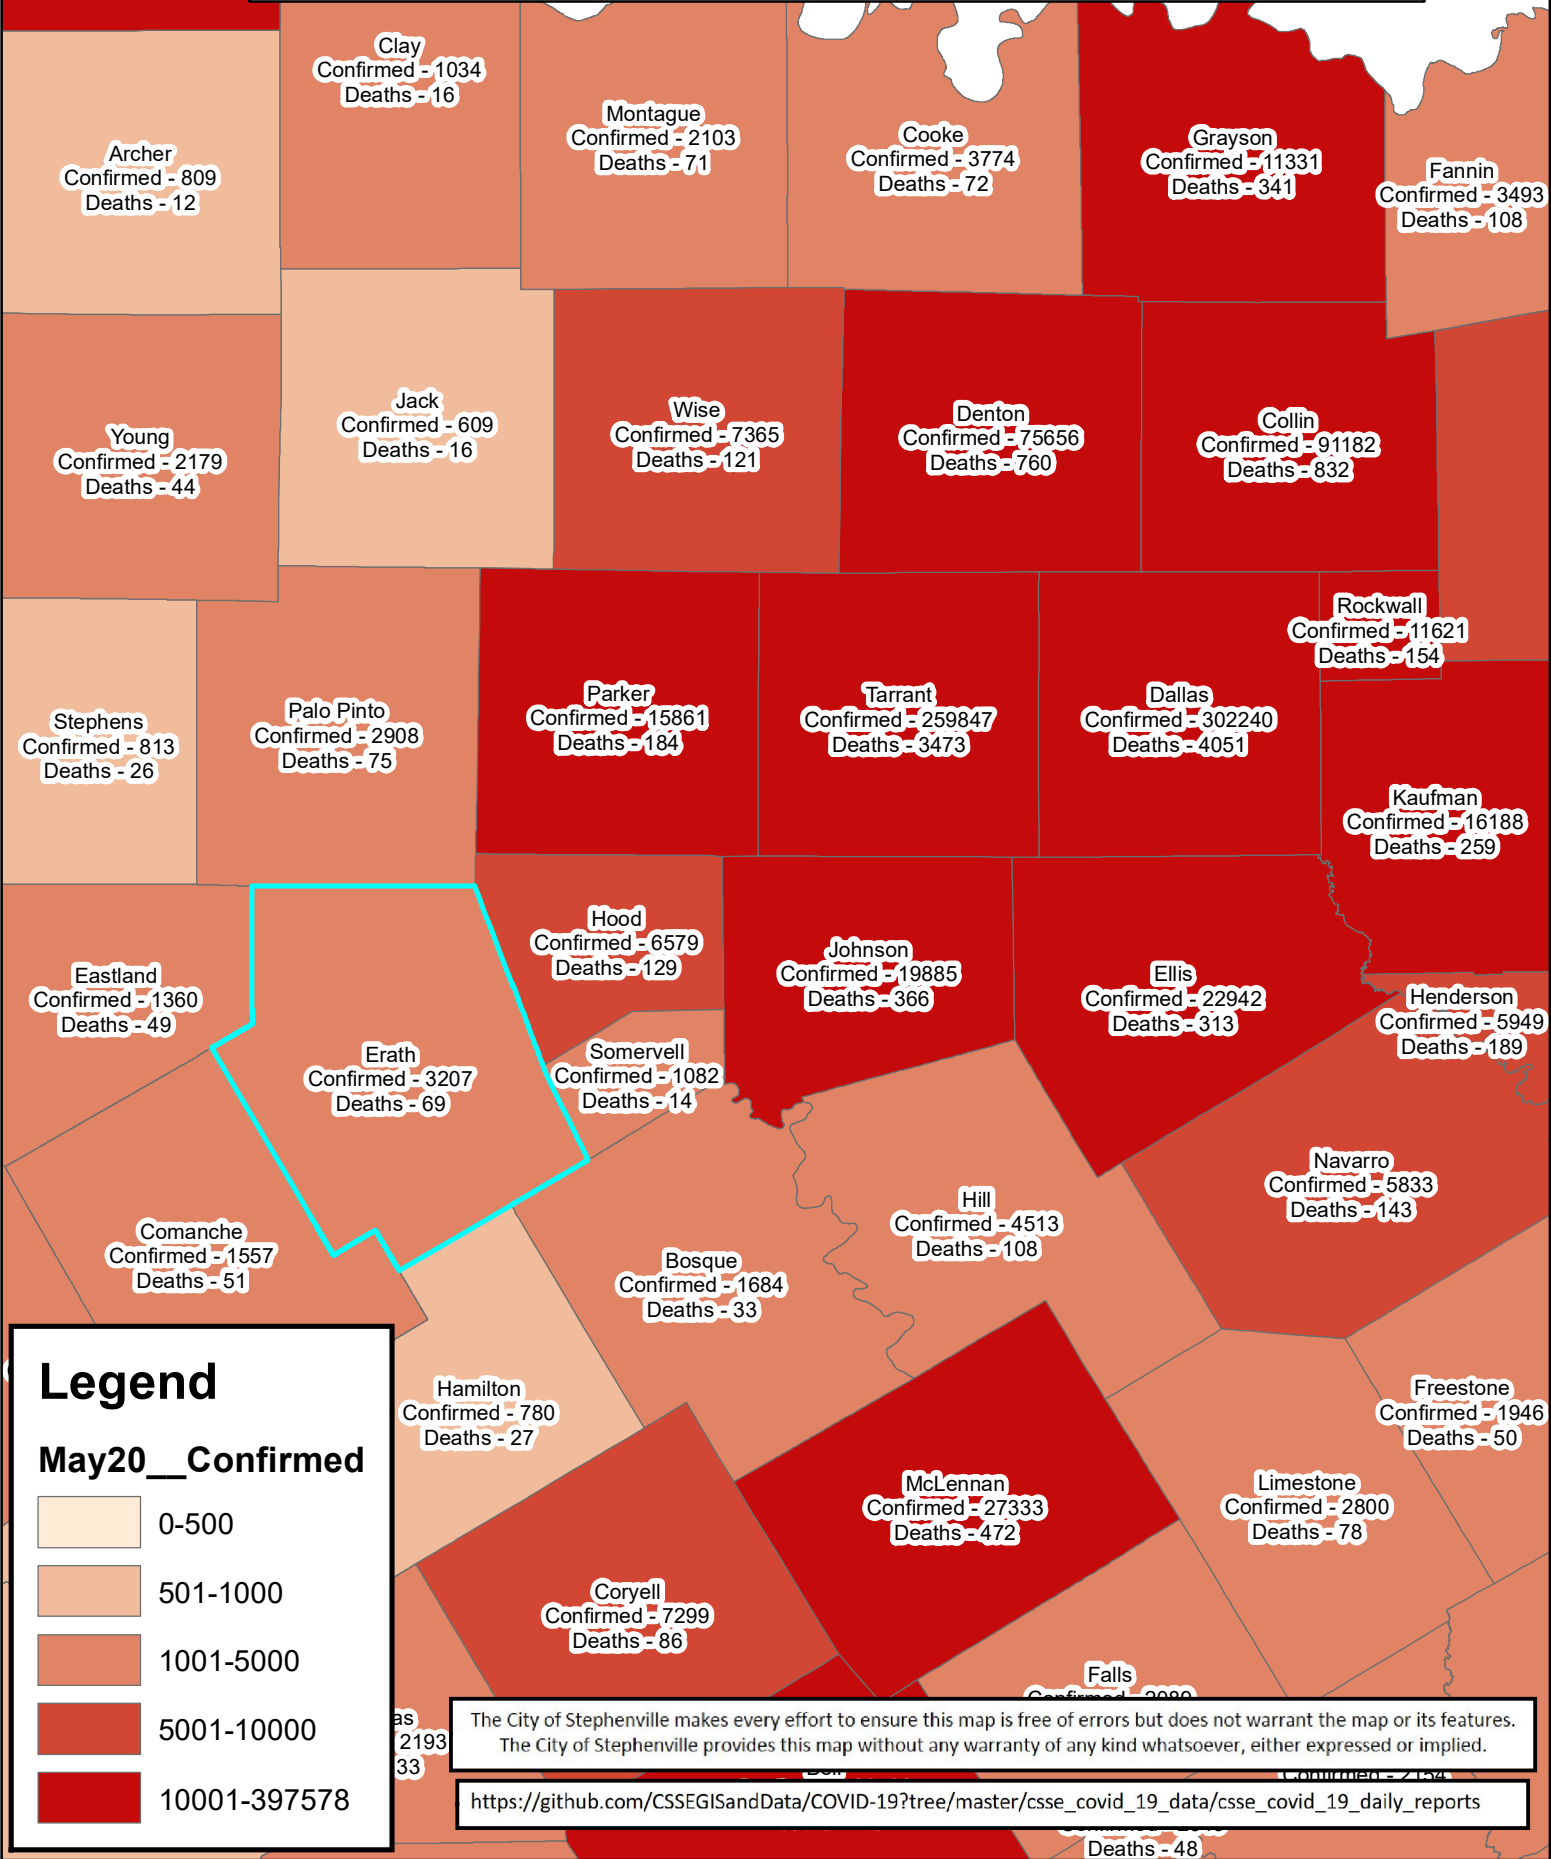 Clay
Confirmed - 1034
Deaths - 16
Montague
Confirmed - 2103
Deaths - 71
Cooke
Confirmed - 3774
Deaths - 72
Grayson
Confirmed - 11331
Deaths - 341
Archer
Confirmed - 809
Deaths - 12
Fannin
Confirmed - 3493
Deaths - 108
Young
Confirmed - 2179
Deaths - 44
Jack
Confirmed - 609
Deaths - 16
Wise
Confirmed - 7365
Deaths - 121
Denton
Confirmed - 75656
Deaths - 760
Collin
Confirmed - 91182
Deaths - 832
Rockwall
Confirmed - 11621
Deaths - 154
Stephens
Confirmed - 813
Deaths - 26
Palo Pinto
Confirmed - 2908
Deaths - 75
Parker
Confirmed - 15861
Deaths - 184
Tarrant
Confirmed - 259847
Deaths - 3473
Dallas
Confirmed - 302240
Deaths - 4051
Kaufman
Confirmed - 16188
Deaths - 259
Eastland
Confirmed - 1360
Deaths - 49
Hood
Confirmed - 6579
Deaths - 129
Johnson
Confirmed - 19885
Deaths - 366
Ellis
Confirmed - 22942
Deaths - 313
Henderson
Confirmed - 5949
Deaths - 189
Erath
Confirmed - 3207
Deaths - 69
Somervell
Confirmed - 1082
Deaths - 14
Navarro
Confirmed - 5833
Deaths - 143
Comanche
Confirmed - 1557
Deaths - 51
Hill
Confirmed - 4513
Deaths - 108
Bosque
Confirmed - 1684
Deaths - 33
Hamilton
Confirmed - 780
Deaths - 27
Freestone
Confirmed - 1946
Deaths - 50
McLennan
Confirmed - 27333
Deaths - 472
Limestone
Confirmed - 2800
Deaths - 78
Coryell
Confirmed - 7299
Deaths - 86
Falls
Legend
May20__Confirmed
0-500
501-1000
1001-5000
5001-10000
10001-397578
as
2193
33
The City of Stephenville makes every effort to ensure this map is free of errors but does not warrant the map or its features.
The City of Stephenville provides this map without any warranty of any kind whatsoever, either expressed or implied.
https://github.com/CSSEGISandData/COVID-19?tree/master/csse_covid_19_data/csse_covid_19_daily_reports
Deaths - 48